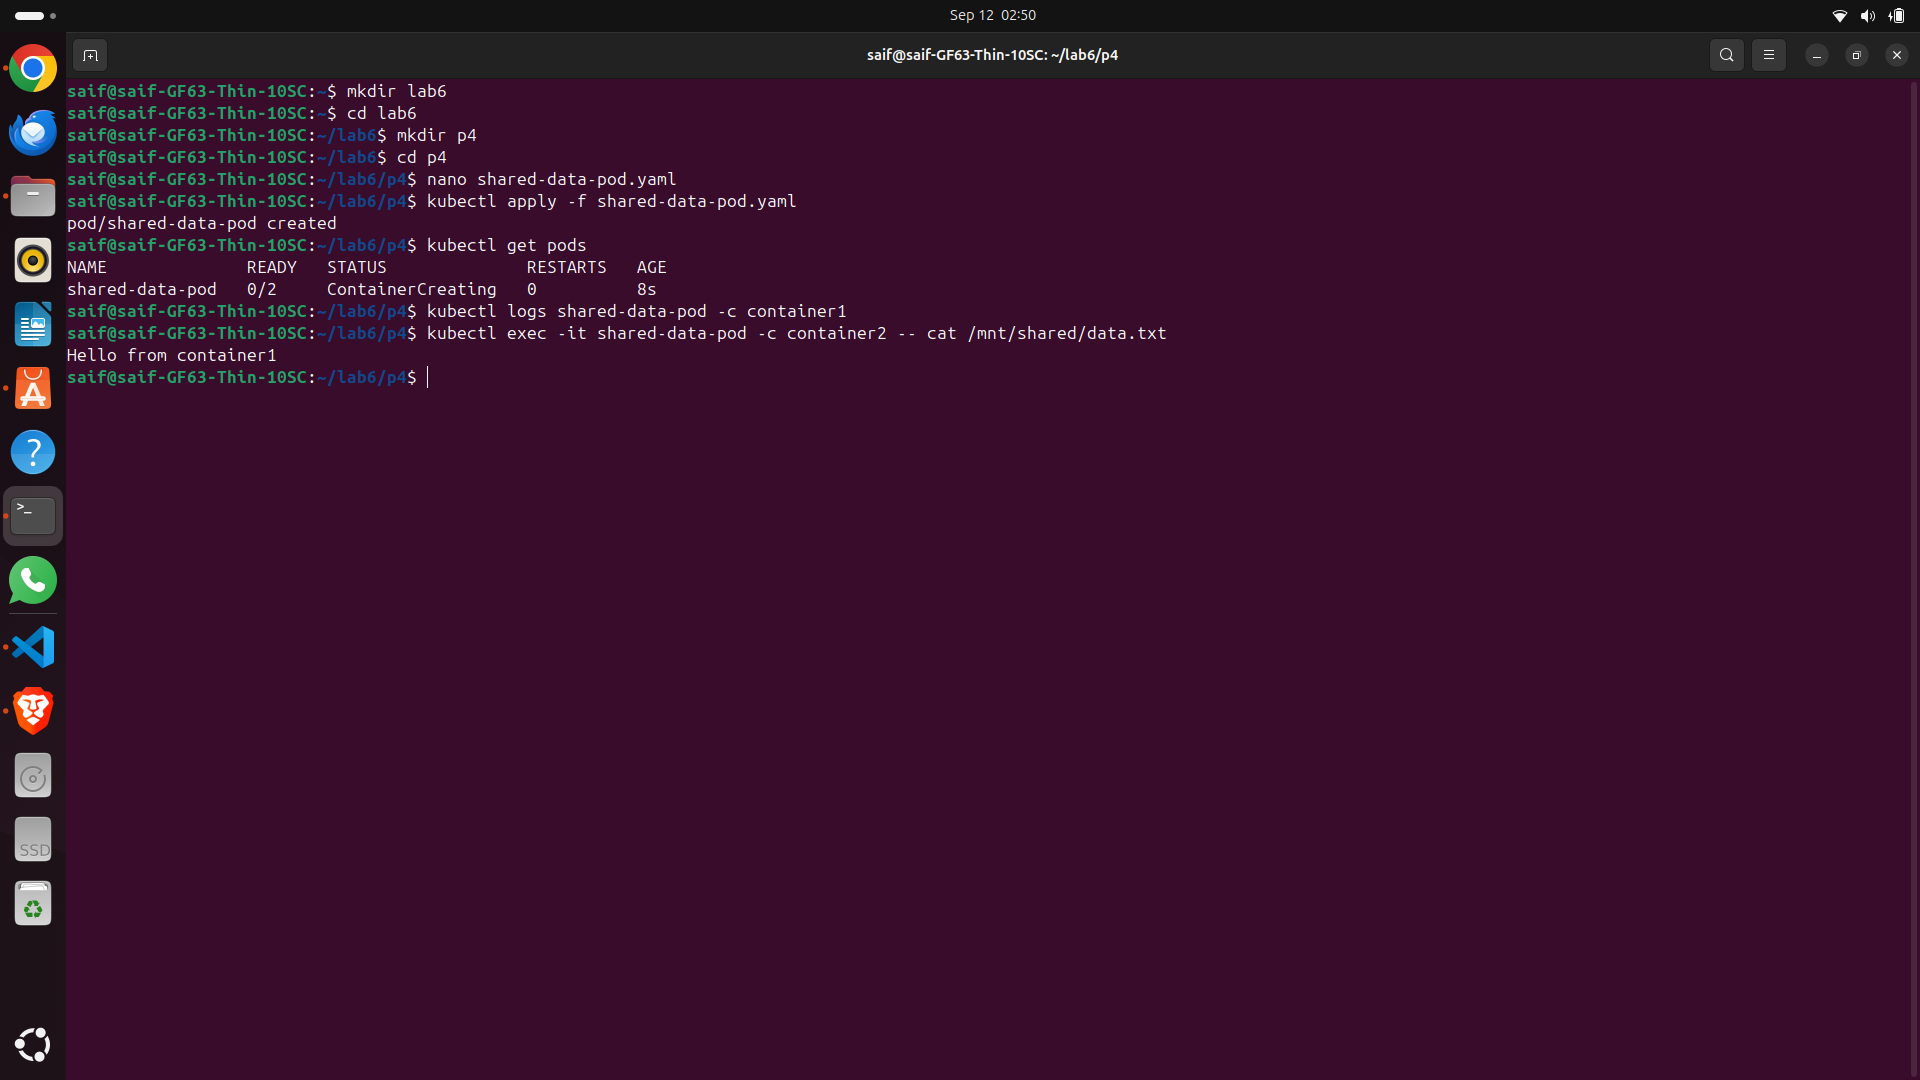 Sep 12 02:50
saif@saif-GF63-Thin-10SC: ~/lab6/p4
saif@saif-GF63-Thin-10SC:~$ mkdir lab6
saif@saif-GF63-Thin-10SC:~$ cd lab6
saif@saif-GF63-Thin-10SC:~/lab6$ mkdir p4
saif@saif-GF63-Thin-10SC:~/lab6$ cd p4
saif@saif-GF63-Thin-10SC:~/lab6/p4$ nano shared-data-pod.yaml
saif@saif-GF63-Thin-10SC:~/lab6/p4$ kubectl apply -f shared-data-pod.yaml
pod/shared-data-pod created
saif@saif-GF63-Thin-10SC:~/lab6/p4$ kubectl get pods
NAME READY STATUS RESTARTS AGE
shared-data-pod 0/2 ContainerCreating 0 8s
saif@saif-GF63-Thin-10SC:~/lab6/p4$ kubectl logs shared-data-pod -c container1
saif@saif-GF63-Thin-10SC:~/lab6/p4$ kubectl exec -it shared-data-pod -c container2 -- cat /mnt/shared/data.txt
Hello from container1
saif@saif-GF63-Thin-10SC:~/lab6/p4$
SSD